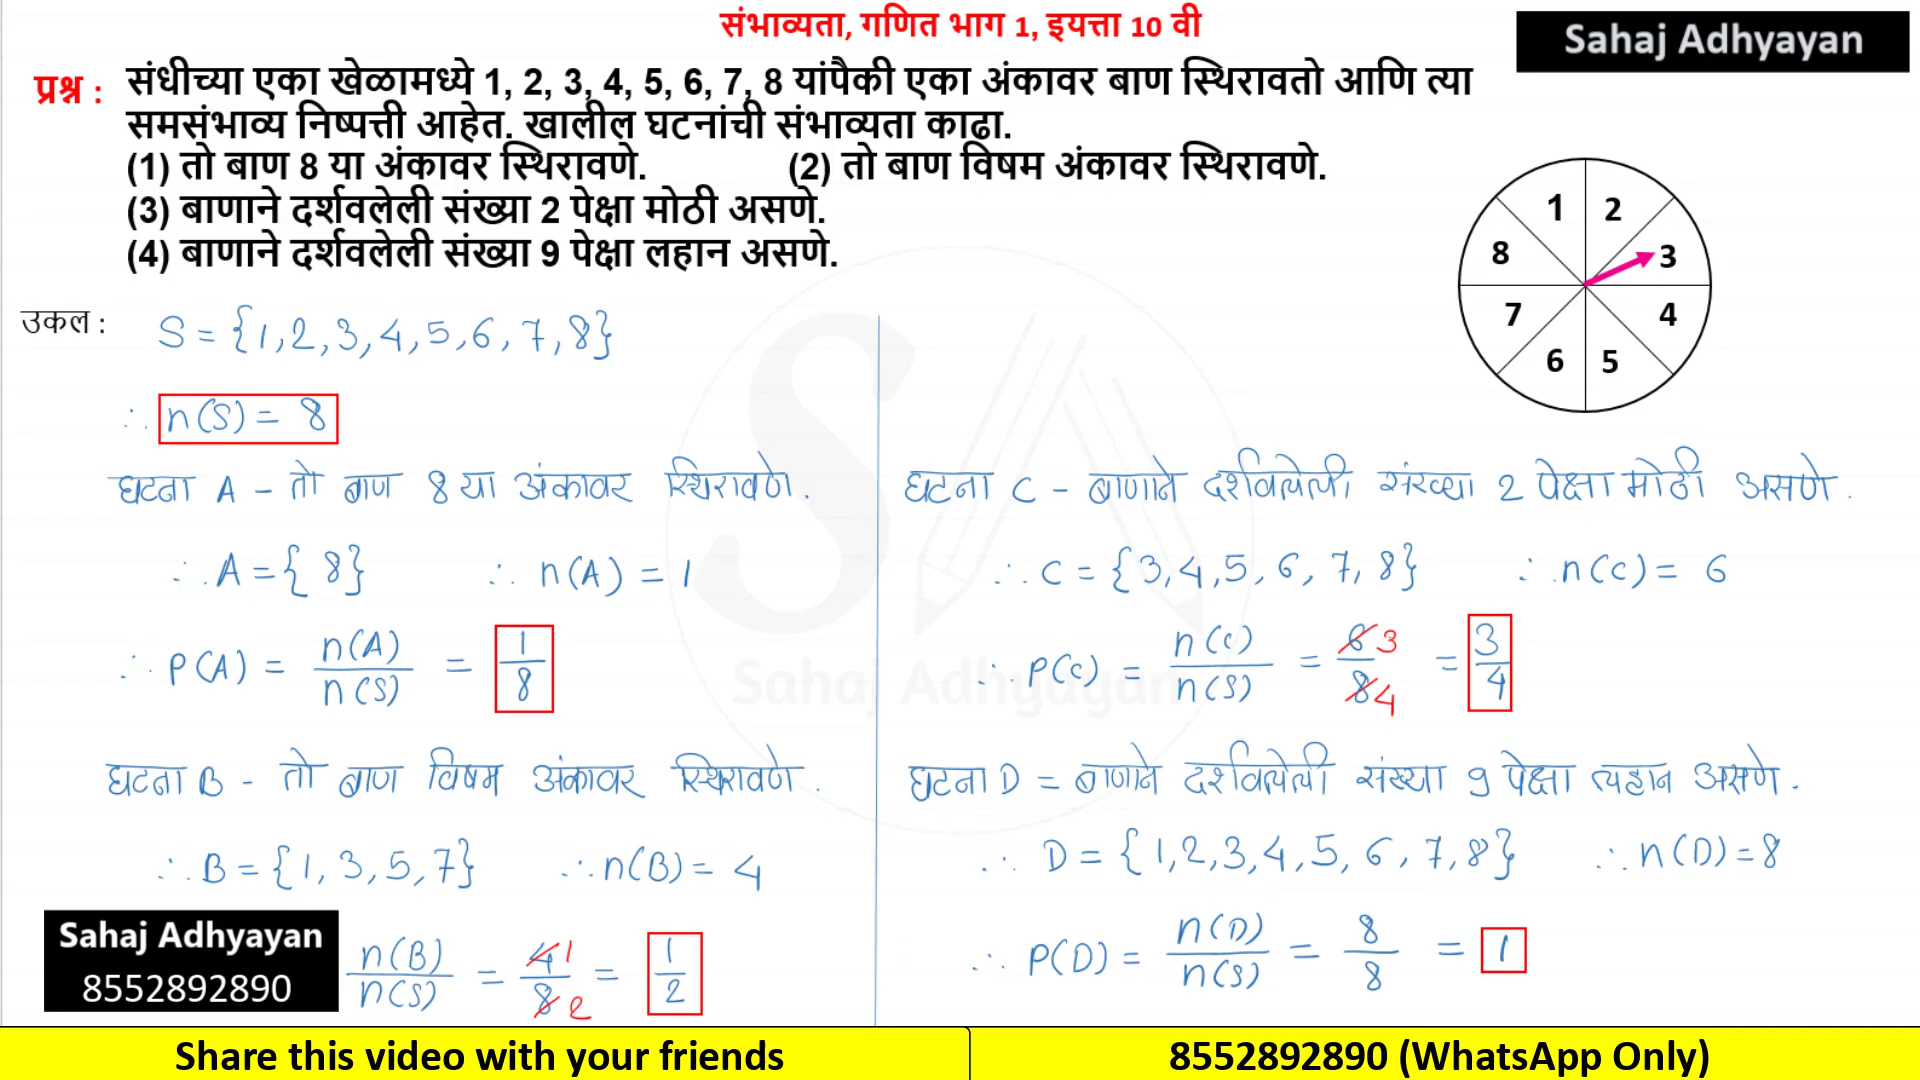 संभाव्यता, गणित भाग 1, इयत्ता 10 वी
Sahaj Adhyayan
प्रश्न : संधीच्या एका खेळामध्ये 1, 2, 3, 4, 5, 6, 7, 8 यांपैकी एका अंकावर बाण स्थिरावतो आणि त्या
समसंभाव्य निष्पत्ती आहेत. खालील घटनांची संभाव्यता काढा.
(1) तो बाण 8 या अंकावर स्थिरावणे. (2) तो बाण विषम अंकावर स्थिरावणे.
(3) बाणाने दर्शवलेली संख्या 2 पेक्षा मोठी असणे.
(4) बाणाने दर्शवलेली संख्या 9 पेक्षा लहान असणे.
1 2
8 3
7 4
6 5
उकल : S = {1, 2, 3, 4, 5, 6, 7, 8}
∴ n(S) = 8
घटना A - तो बाण 8 या अंकावर स्थिरावणे.
∴ A = { 8} ∴ n(A) = 1
∴ P(A) = n(A)/n(S) = 1/8
घटना B - तो बाण विषम अंकावर स्थिरावणे.
∴ B = {1, 3, 5, 7} ∴ n(B) = 4
n(B)/n(S) = 4 1/8 2 = 1/2
घटना C - बाणाने दर्शविलेली संख्या 2 पेक्षा मोठी असणे.
∴ C = {3, 4, 5, 6, 7, 8} ∴ n(C) = 6
∴ P(C) = n(C)/n(S) = 6 3/8 4 = 3/4
घटना D = बाणाने दर्शविलेली संख्या 9 पेक्षा लहान असणे.
∴ D = {1, 2, 3, 4, 5, 6, 7, 8} ∴ n(D) = 8
∴ P(D) = n(D)/n(S) = 8/8 = 1
Sahaj Adhyayan
Sahaj Adhyayan
8552892890
Share this video with your friends
8552892890 (WhatsApp Only)